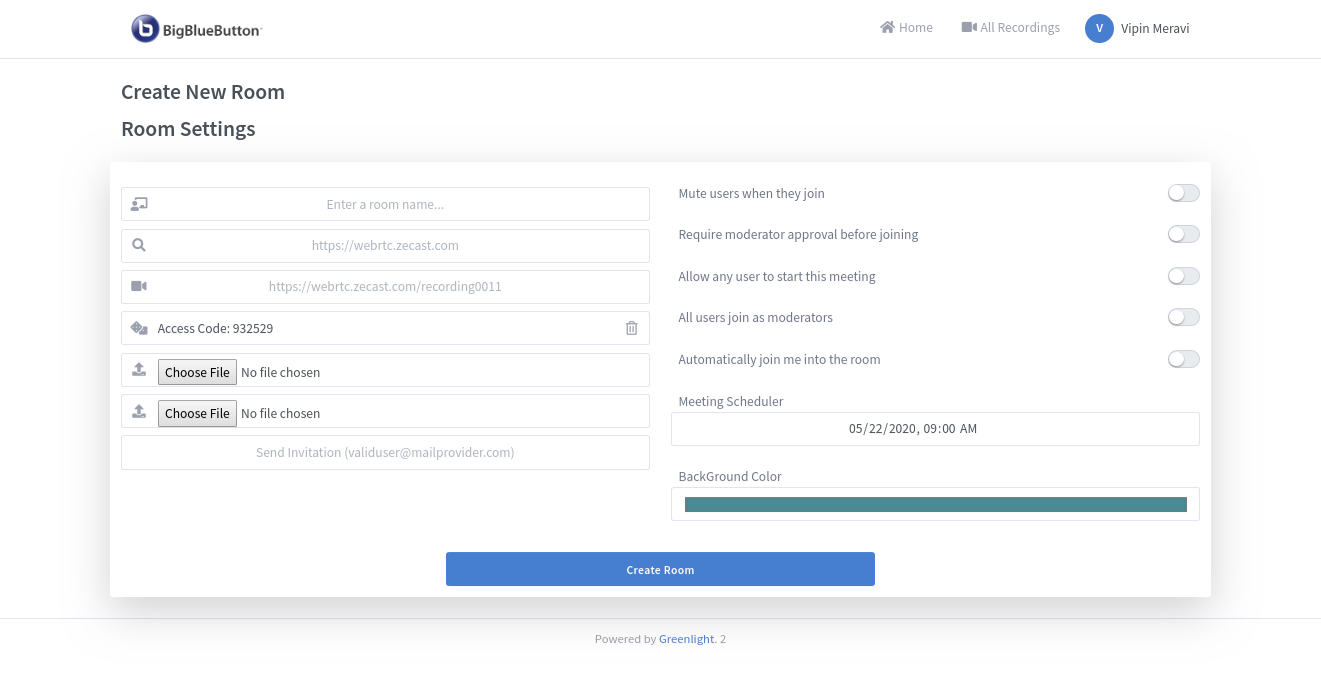 BigBlueButton
Home
All Recordings
V
Vipin Meravi
Create New Room
Room Settings
Enter a room name...
https://webrtc.zecast.com
https://webrtc.zecast.com/recording0011
Access Code: 932529
Choose File No file chosen
Choose File No file chosen
Send Invitation (validuser@mailprovider.com)
Mute users when they join
Require moderator approval before joining
Allow any user to start this meeting
All users join as moderators
Automatically join me into the room
Meeting Scheduler
05/22/2020, 09:00 AM
BackGround Color
Create Room
Powered by Greenlight. 2